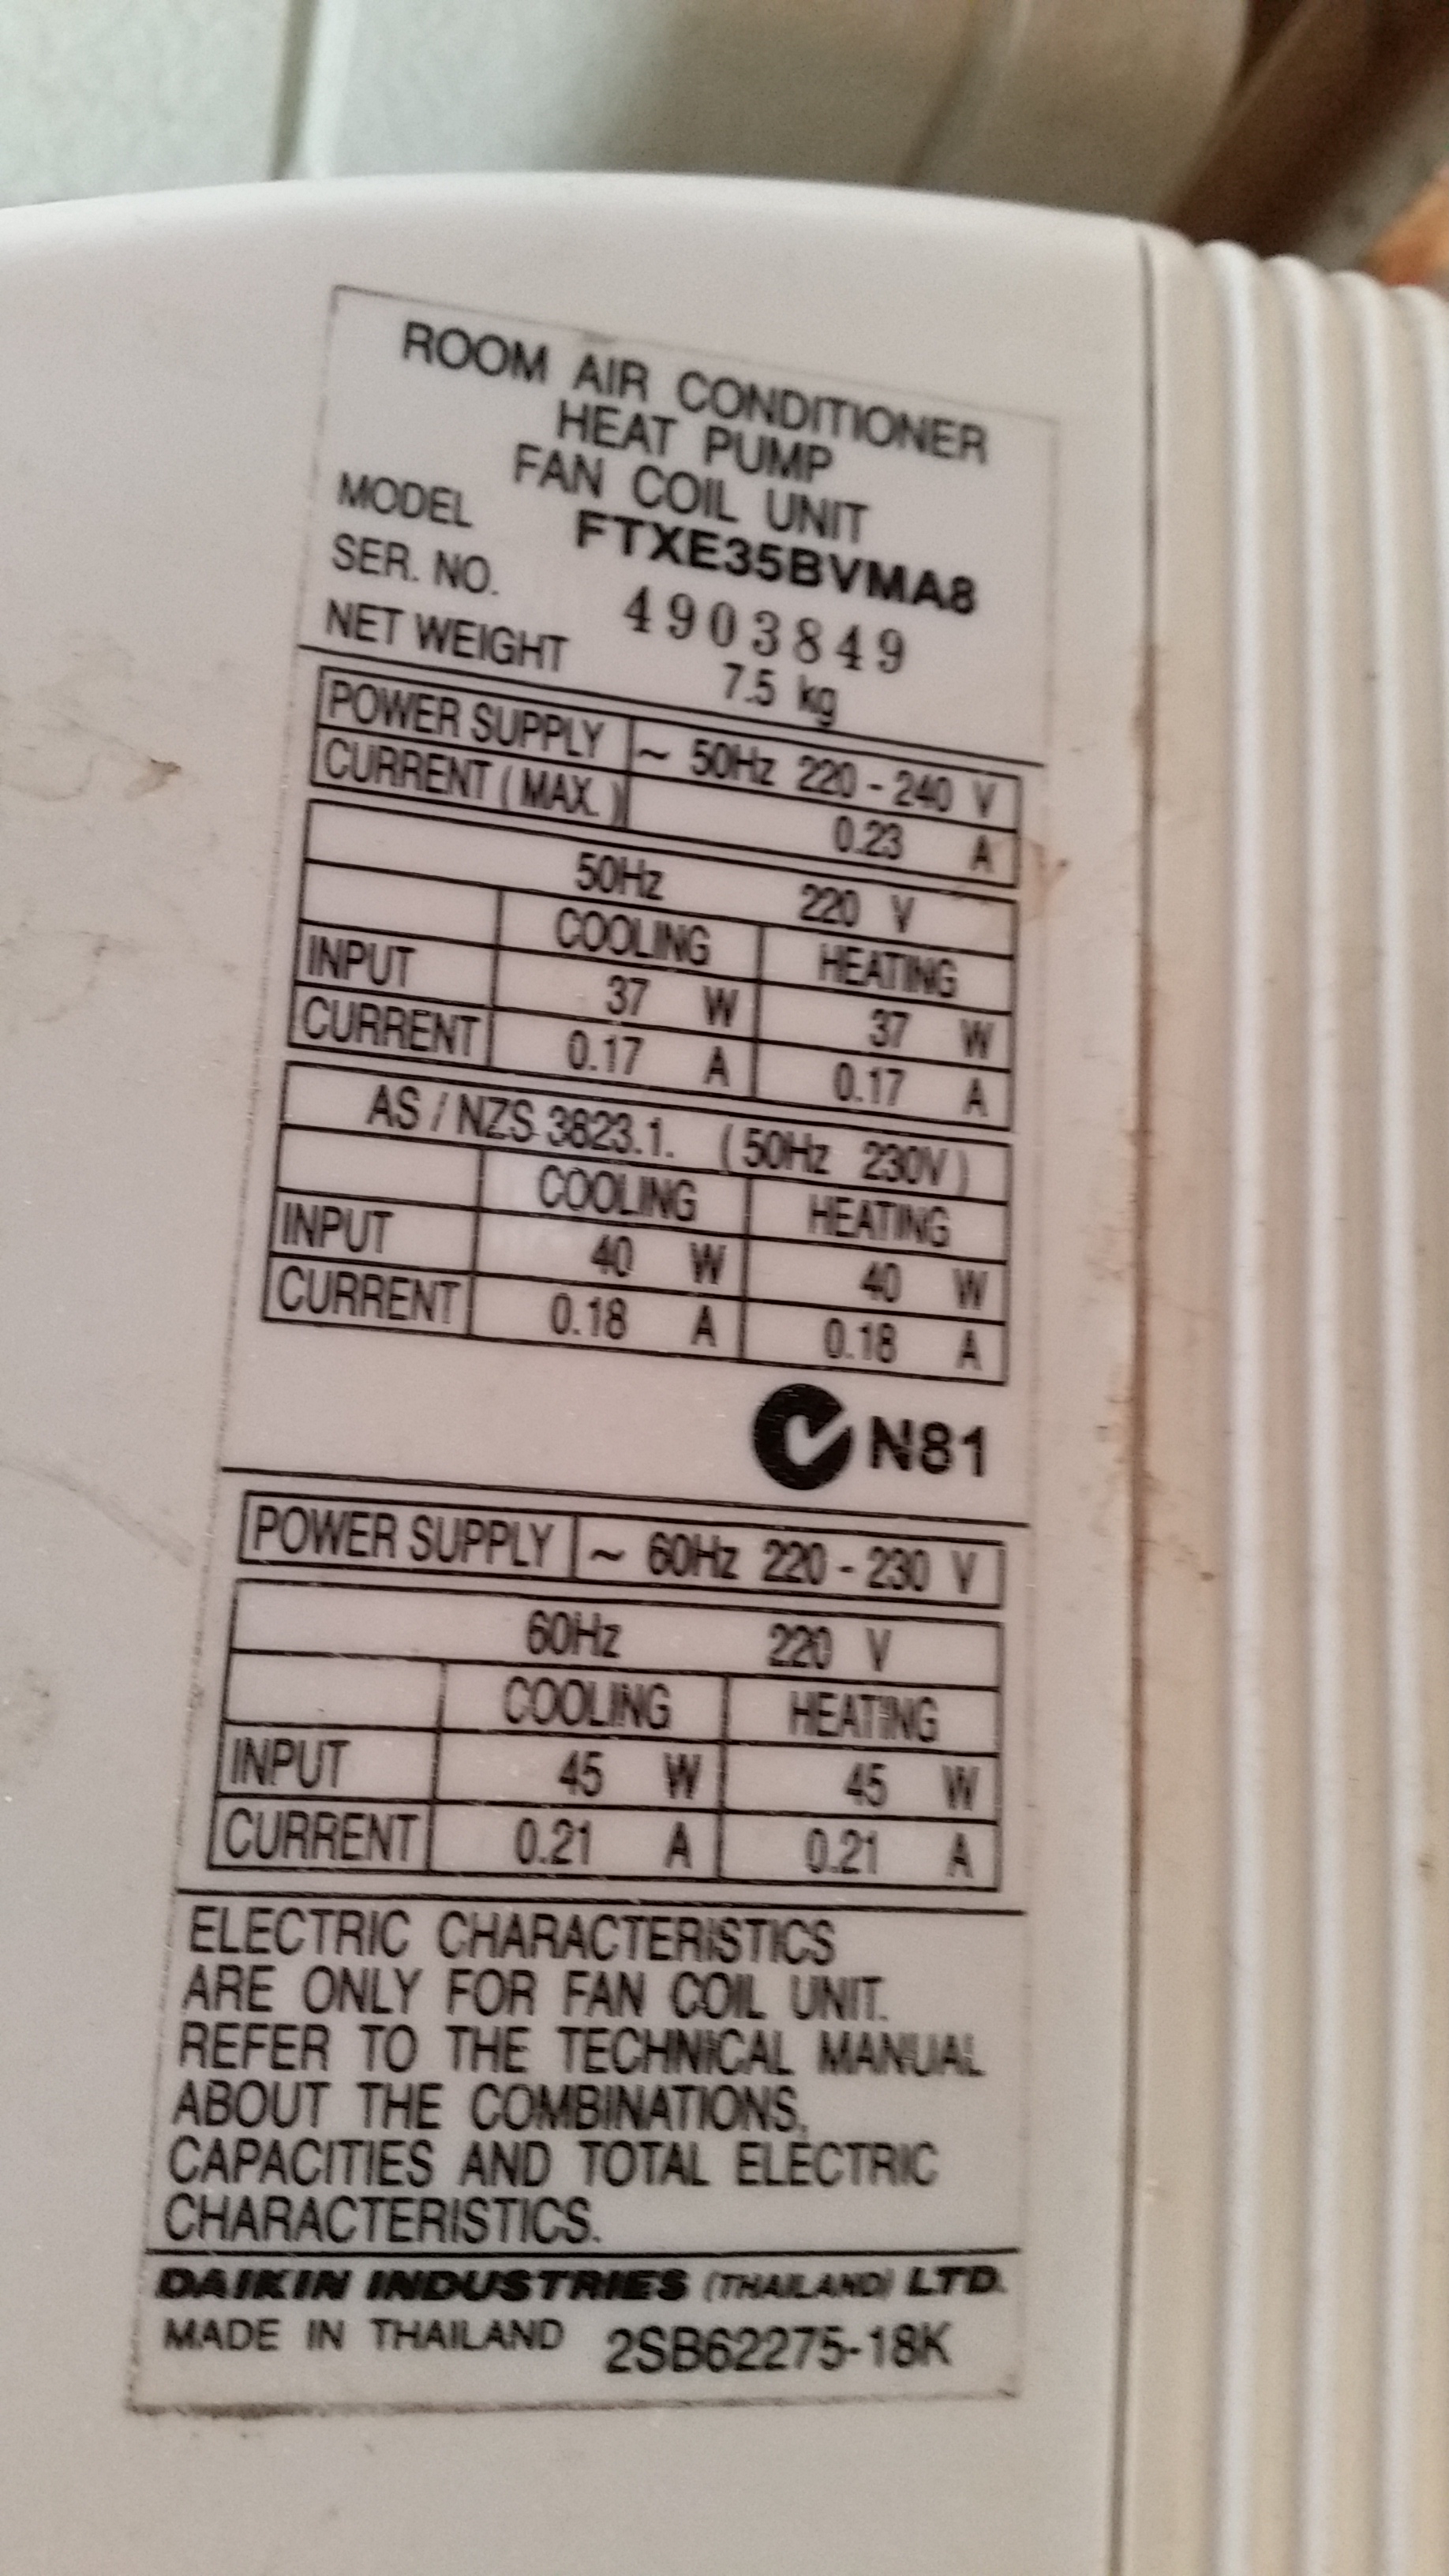 ROOM AIR CONDITIONER
HEAT PUMP
FAN COIL UNIT
MODEL FTXE35BVMA8
SER. NO. 4903849
NET WEIGHT 7.5 kg
POWER SUPPLY ~ 50Hz 220 - 240 V
CURRENT ( MAX. ) 0.23 A
50Hz 220 V
COOLING HEATING
INPUT 37 W 37 W
CURRENT 0.17 A 0.17 A
AS / NZS 3823.1. ( 50Hz 230V )
COOLING HEATING
INPUT 40 W 40 W
CURRENT 0.18 A 0.18 A
N81
POWER SUPPLY ~ 60Hz 220 - 230 V
60Hz 220 V
COOLING HEATING
INPUT 45 W 45 W
CURRENT 0.21 A 0.21 A
ELECTRIC CHARACTERISTICS
ARE ONLY FOR FAN COIL UNIT.
REFER TO THE TECHNICAL MANUAL
ABOUT THE COMBINATIONS,
CAPACITIES AND TOTAL ELECTRIC
CHARACTERISTICS.
DAIKIN INDUSTRIES (THAILAND) LTD.
MADE IN THAILAND 2SB62275-18K